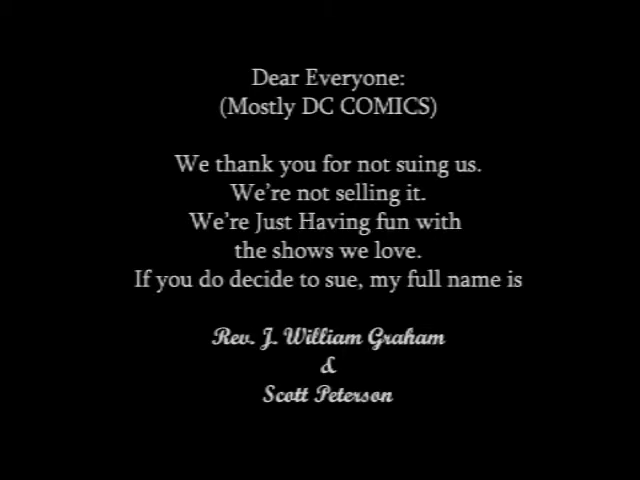 Dear Everyone:
(Mostly DC COMICS)
We thank you for not suing us.
We're not selling it.
We're Just Having fun with
the shows we love.
If you do decide to sue, my full name is
Rev. J. William Graham
&
Scott Peterson